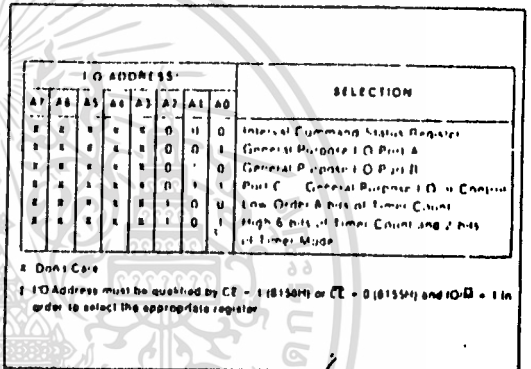 I O ADDRESS SELECTION
A7 A6 A5 A4 A3 A2 A1 A0
X X X X X 0 0 0 Internal Command Status Register
X X X X X 0 0 1 General Purpose I O Port A
X X X X X 0 1 0 General Purpose I O Port B
X X X X X 0 1 1 Port C General Purpose I O or Control
X X X X X 1 0 0 Low Order 8 bits of Timer Count
X X X X X 1 0 1 High 6 bits of Timer Count and 2 bits
of Timer Mode
X Don't Care
I/O Address must be qualified by CE = 1 (8156H) or CE = 0 (8155H) and IO/M = 1 in
order to select the appropriate register